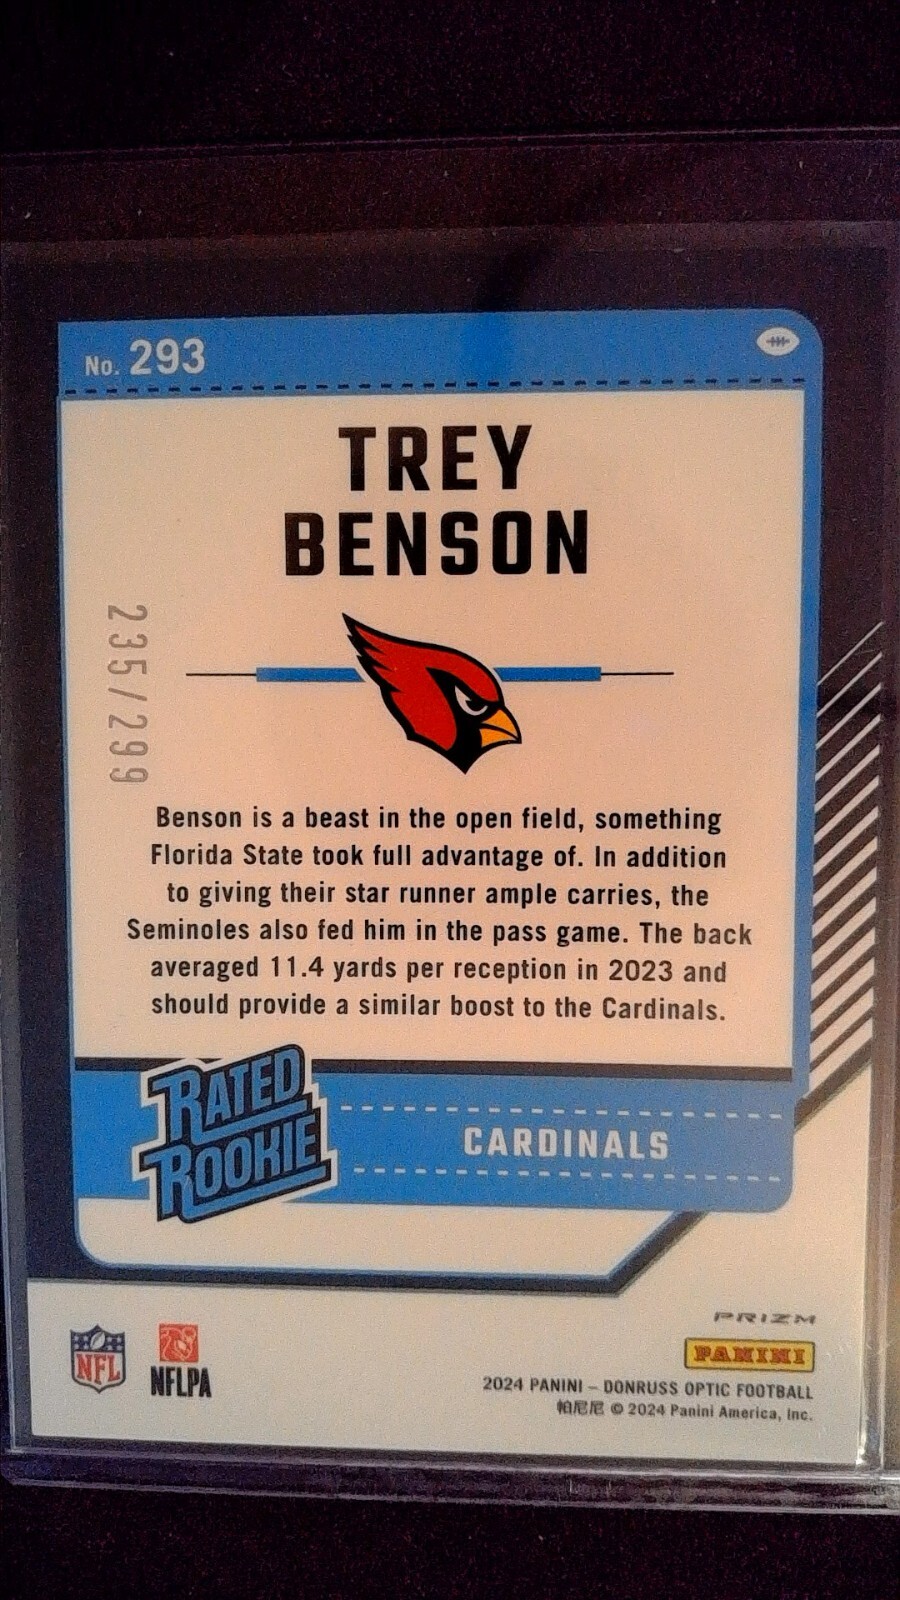 No. 293
TREY
BENSON
235/299
Benson is a beast in the open field, something
Florida State took full advantage of. In addition
to giving their star runner ample carries, the
Seminoles also fed him in the pass game. The back
averaged 11.4 yards per reception in 2023 and
should provide a similar boost to the Cardinals.
RATED
ROOKIE
CARDINALS
PRIZM
NFL
NFLPA
PANINI
2024 PANINI – DONRUSS OPTIC FOOTBALL
帕尼尼 © 2024 Panini America, Inc.